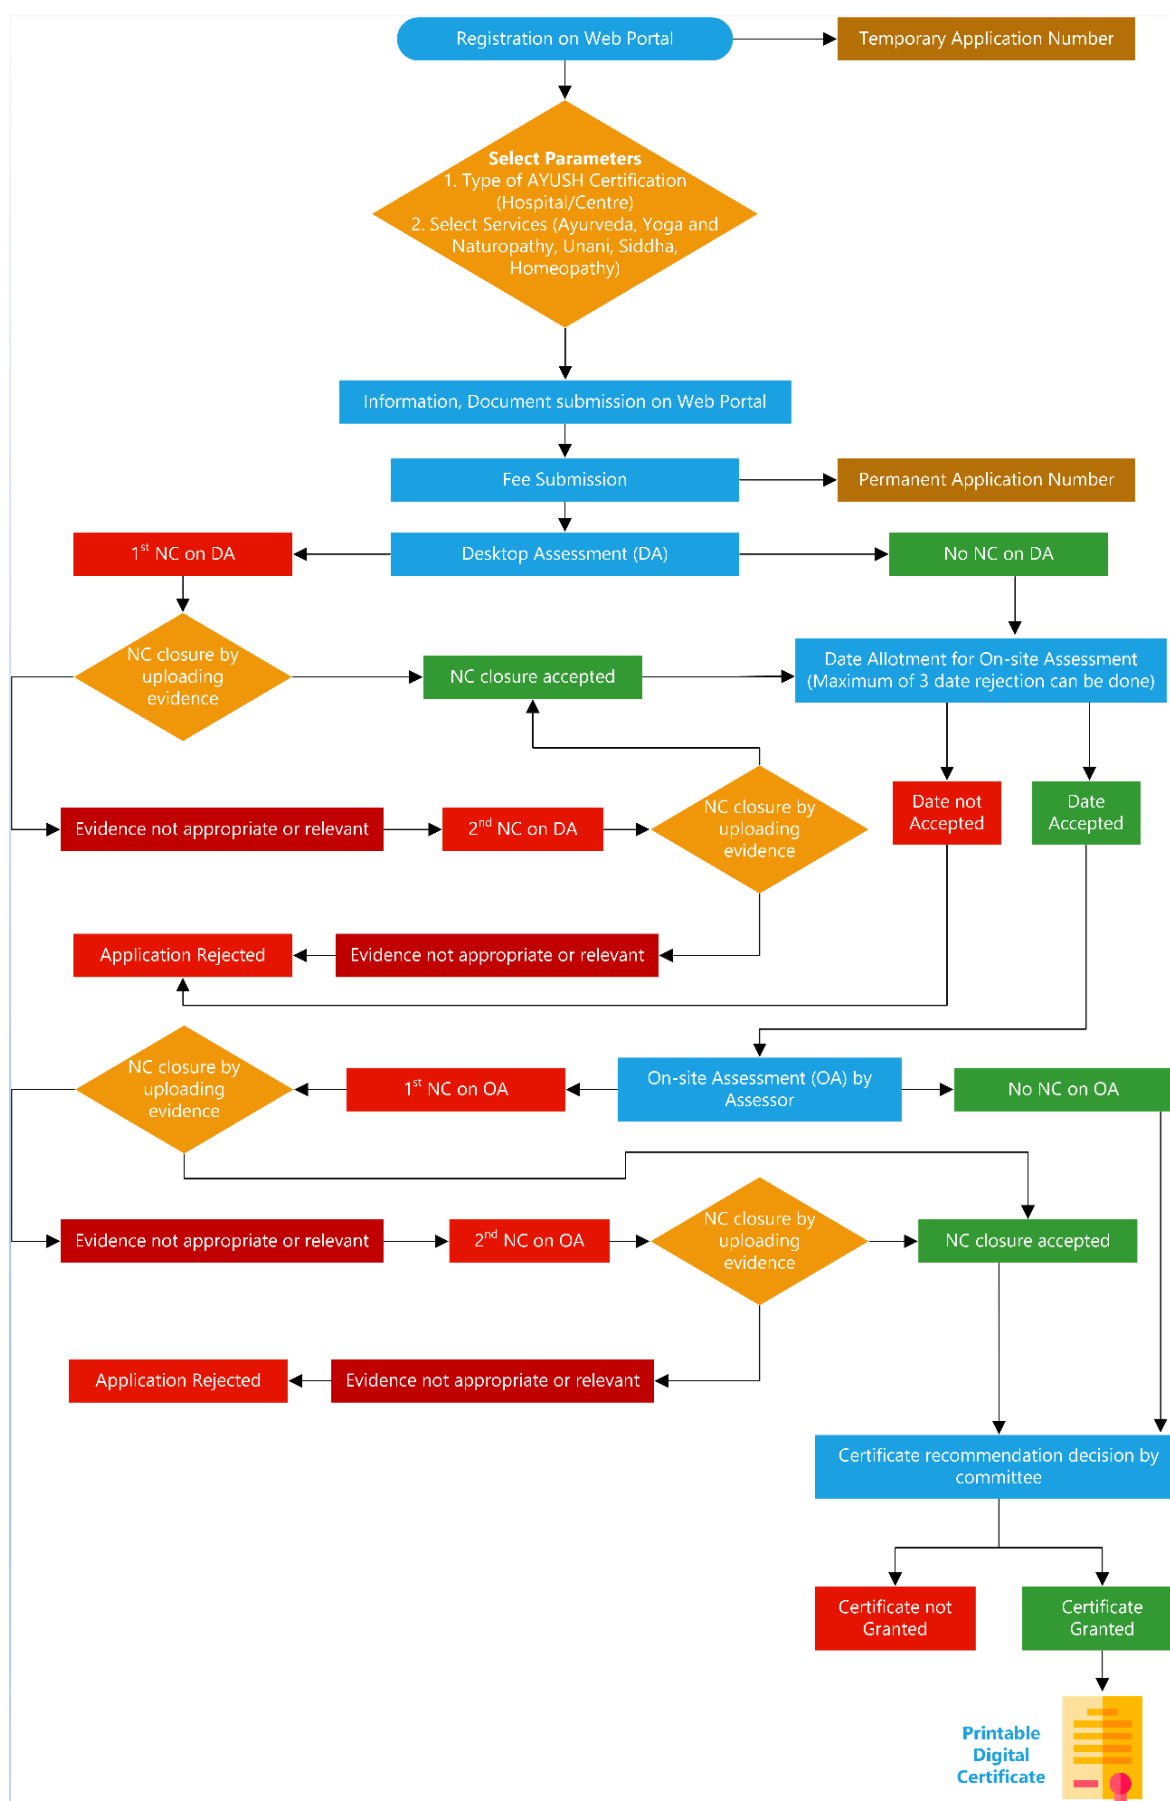 Registration on Web Portal
Temporary Application Number
Select Parameters
1. Type of AYUSH Certification
(Hospital/Centre)
2. Select Services (Ayurveda, Yoga and
Naturopathy, Unani, Siddha,
Homeopathy)
Information, Document submission on Web Portal
Fee Submission
Permanent Application Number
1st NC on DA
Desktop Assessment (DA)
No NC on DA
NC closure by
uploading
evidence
NC closure accepted
Date Allotment for On-site Assessment
(Maximum of 3 date rejection can be done)
Evidence not appropriate or relevant
2nd NC on DA
NC closure by
uploading
evidence
Date not
Accepted
Date
Accepted
Application Rejected
Evidence not appropriate or relevant
NC closure by
uploading
evidence
1st NC on OA
On-site Assessment (OA) by
Assessor
No NC on OA
Evidence not appropriate or relevant
2nd NC on OA
NC closure by
uploading
evidence
NC closure accepted
Application Rejected
Evidence not appropriate or relevant
Certificate recommendation decision by
committee
Certificate not
Granted
Certificate
Granted
Printable
Digital
Certificate